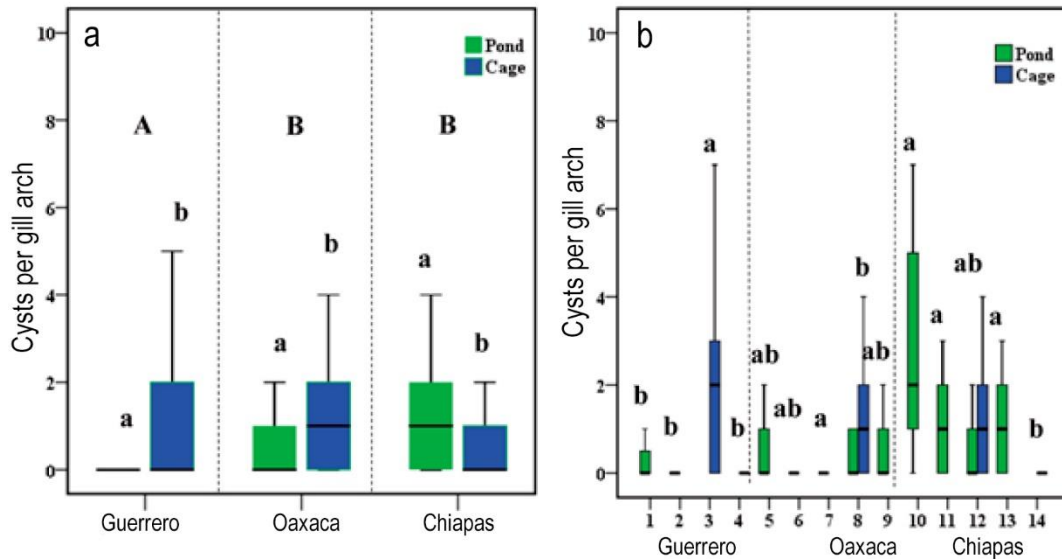 a
10
8
6
4
2
0
Cysts per gill arch
Pond
Cage
A
B
B
a
b
a
b
a
b
Guerrero
Oaxaca
Chiapas
b
10
8
6
4
2
0
Cysts per gill arch
Pond
Cage
b
b
a
b
ab
ab
a
b
ab
a
a
ab
a
b
1 2 3 4 5 6 7 8 9 10 11 12 13 14
Guerrero Oaxaca Chiapas